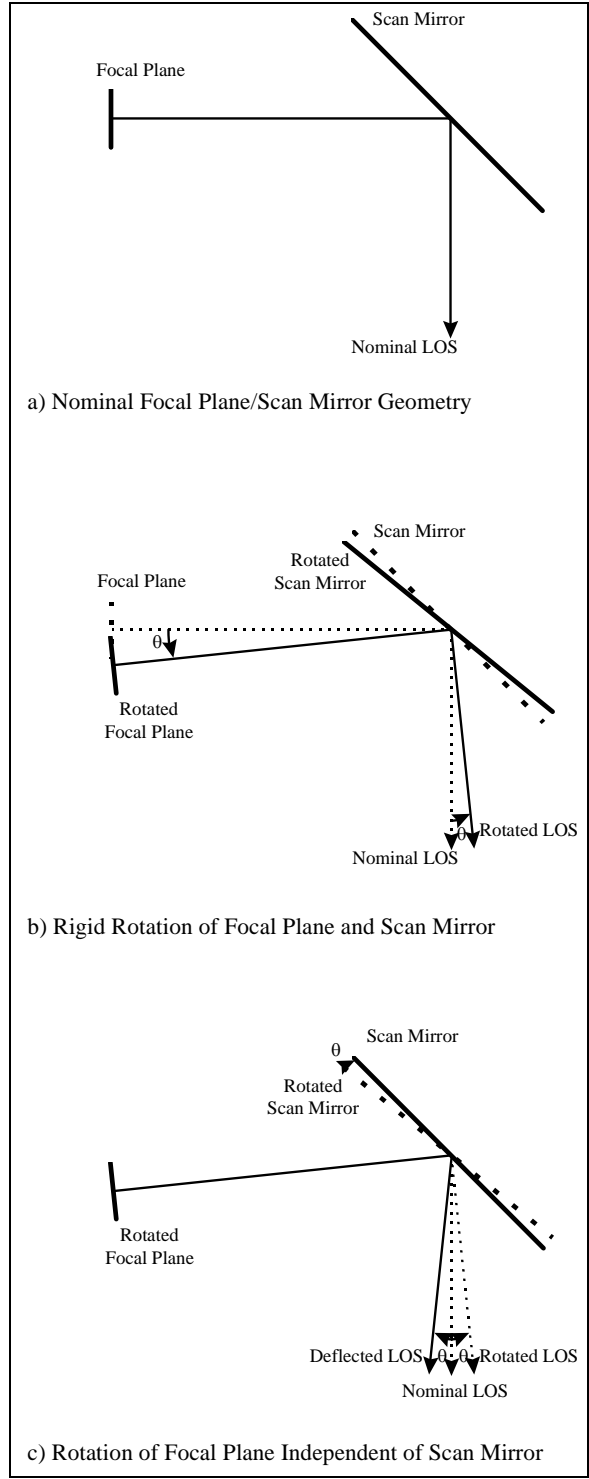 Scan Mirror
Focal Plane
Nominal LOS
a) Nominal Focal Plane/Scan Mirror Geometry
Scan Mirror
Rotated
Scan Mirror
Focal Plane
θ
Rotated
Focal Plane
θ
Rotated LOS
Nominal LOS
b) Rigid Rotation of Focal Plane and Scan Mirror
Scan Mirror
θ
Rotated
Scan Mirror
Rotated
Focal Plane
Deflected LOS
θ
θ
Rotated LOS
Nominal LOS
c) Rotation of Focal Plane Independent of Scan Mirror